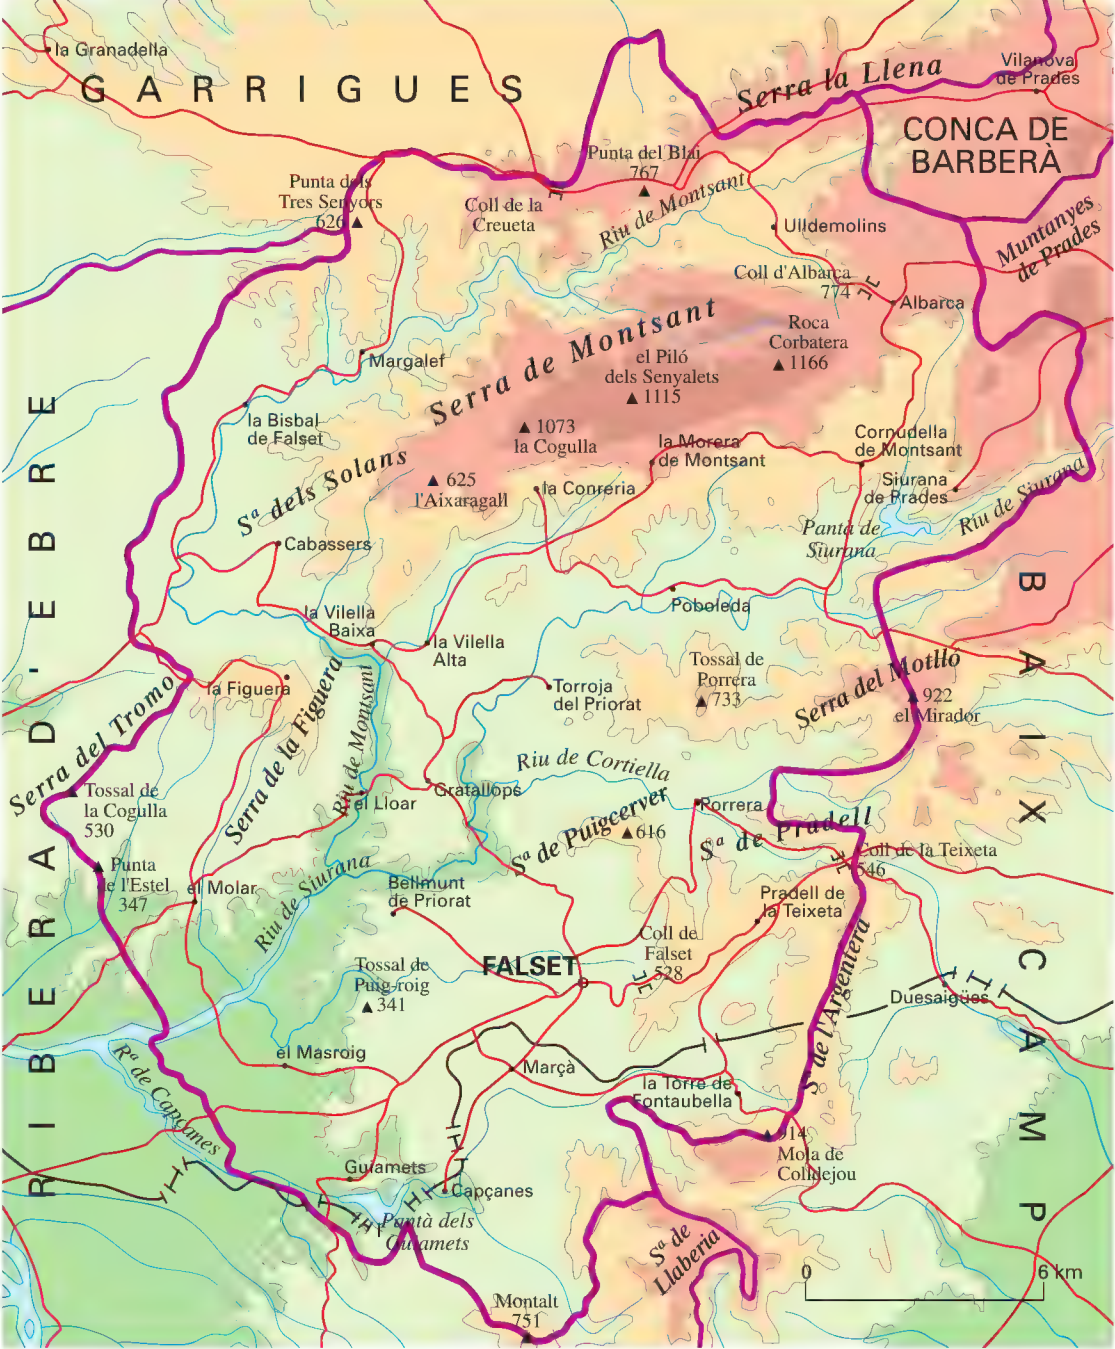 la Granadella
GARRIGUES
Serra la Llena
Vilanova
de Prades
CONCA DE
BARBERÀ
Punta del Blai
767
Punta dels
Tres Senyors
626
Coll de la
Creueta
Riu de Montsant
Ulldemolins
Muntanyes
de Prades
Coll d'Albarca
774
Albarca
Serra de Montsant
Roca
Corbatera
1166
el Piló
dels Senyalets
1115
Margalef
la Bisbal
de Falset
1073
la Cogulla
la Morera
de Montsant
Cornudella
de Montsant
Sª dels Solans
625
l'Aixaragall
la Conreria
Siurana
de Prades
Riu de Siurana
Pantà de
Siurana
Cabassers
Poboleda
la Vilella
Baixa
la Vilella
Alta
RIBERA D'EBRE
BAIX CAMP
la Figuera
Serra del Tromo
Serra de la Figuera
Riu de Montsant
Torroja
del Priorat
Tossal de
Porrera
733
Serra del Motlló
922
el Mirador
Riu de Cortiella
Tossal de
la Cogulla
530
el Lloar
Gratallops
Sª de Puigcerver
616
Porrera
Sª de Pradell
Coll de la Teixeta
546
Punta
de l'Estel
347
el Molar
Riu de Siurana
Bellmunt
de Priorat
Pradell de
la Teixeta
Coll de
Falset
528
FALSET
Tossal de
Puig-roig
341
Sª de l'Argentera
Duesaigües
Rª de Capçanes
el Masroig
Marçà
la Torre de
Fontaubella
914
Mola de
Colldejou
Guiamets
Capçanes
Pantà dels
Guiamets
Sª de
Llaberia
Montalt
751
0
6 km